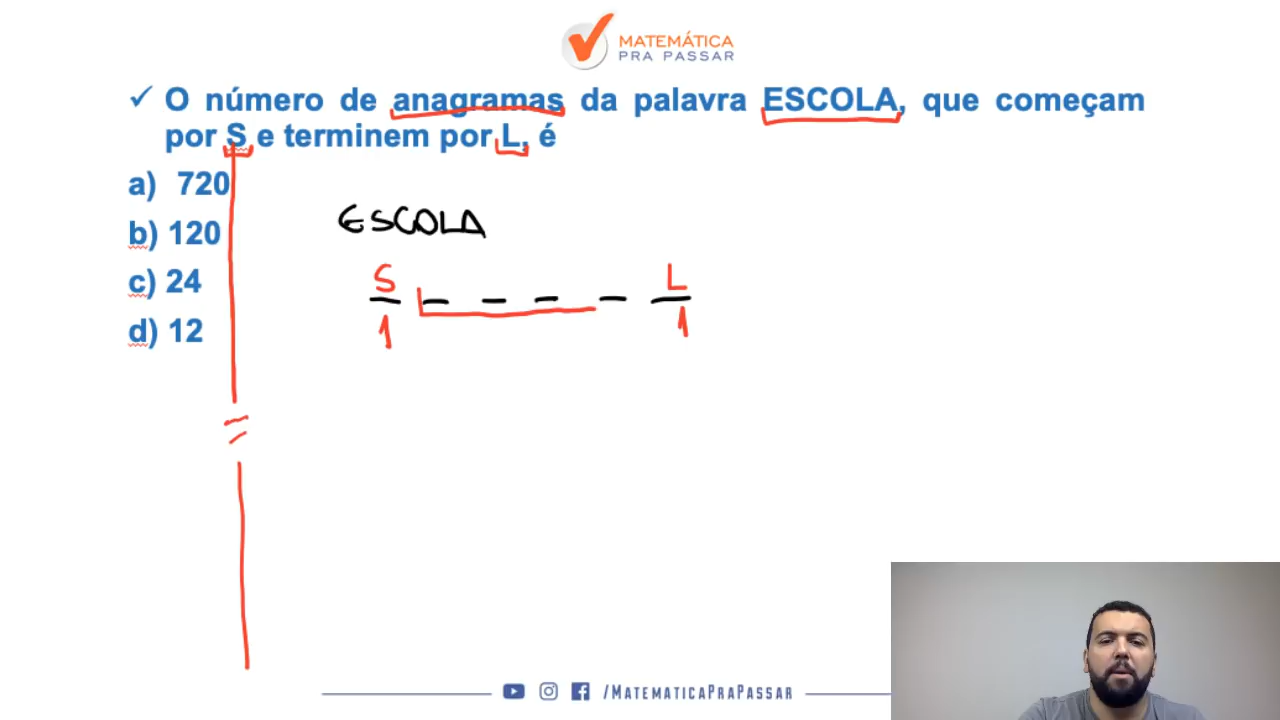 MATEMÁTICA
PRA PASSAR
✓ O número de anagramas da palavra ESCOLA, que começam
por S e terminem por L, é
a) 720
b) 120
c) 24
d) 12
ESCOLA
S L
1 1
/MATEMATICAPRAPASSAR